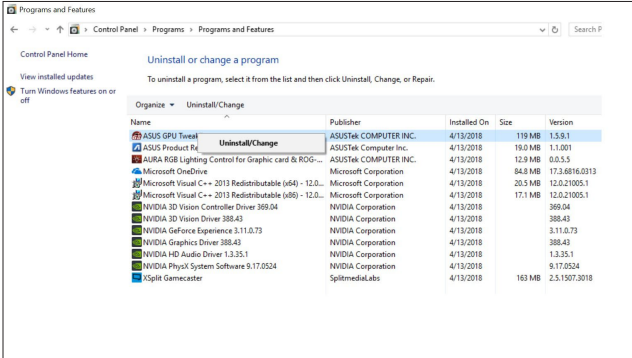 Programs and Features
Control Panel > Programs > Programs and Features
Search P
Control Panel Home
View installed updates
Turn Windows features on or
off
Uninstall or change a program
To uninstall a program, select it from the list and then click Uninstall, Change, or Repair.
Organize Uninstall/Change
Name Publisher Installed On Size Version
ASUS GPU Tweak ASUSTek COMPUTER INC. 4/13/2018 119 MB 1.5.9.1
Uninstall/Change
ASUS Product Re ASUSTek Computer Inc. 4/13/2018 19.0 MB 1.1.001
AURA RGB Lighting Control for Graphic card & ROG-... ASUSTek COMPUTER INC. 4/13/2018 12.9 MB 0.0.5.5
Microsoft OneDrive Microsoft Corporation 4/13/2018 84.8 MB 17.3.6816.0313
Microsoft Visual C++ 2013 Redistributable (x64) - 12.0... Microsoft Corporation 4/13/2018 20.5 MB 12.0.21005.1
Microsoft Visual C++ 2013 Redistributable (x86) - 12.0... Microsoft Corporation 4/13/2018 17.1 MB 12.0.21005.1
NVIDIA 3D Vision Controller Driver 369.04 NVIDIA Corporation 4/13/2018 369.04
NVIDIA 3D Vision Driver 388.43 NVIDIA Corporation 4/13/2018 388.43
NVIDIA GeForce Experience 3.11.0.73 NVIDIA Corporation 4/13/2018 3.11.0.73
NVIDIA Graphics Driver 388.43 NVIDIA Corporation 4/13/2018 388.43
NVIDIA HD Audio Driver 1.3.35.1 NVIDIA Corporation 4/13/2018 1.3.35.1
NVIDIA PhysX System Software 9.17.0524 NVIDIA Corporation 4/13/2018 9.17.0524
XSplit Gamecaster SplitmediaLabs 4/13/2018 163 MB 2.5.1507.3018